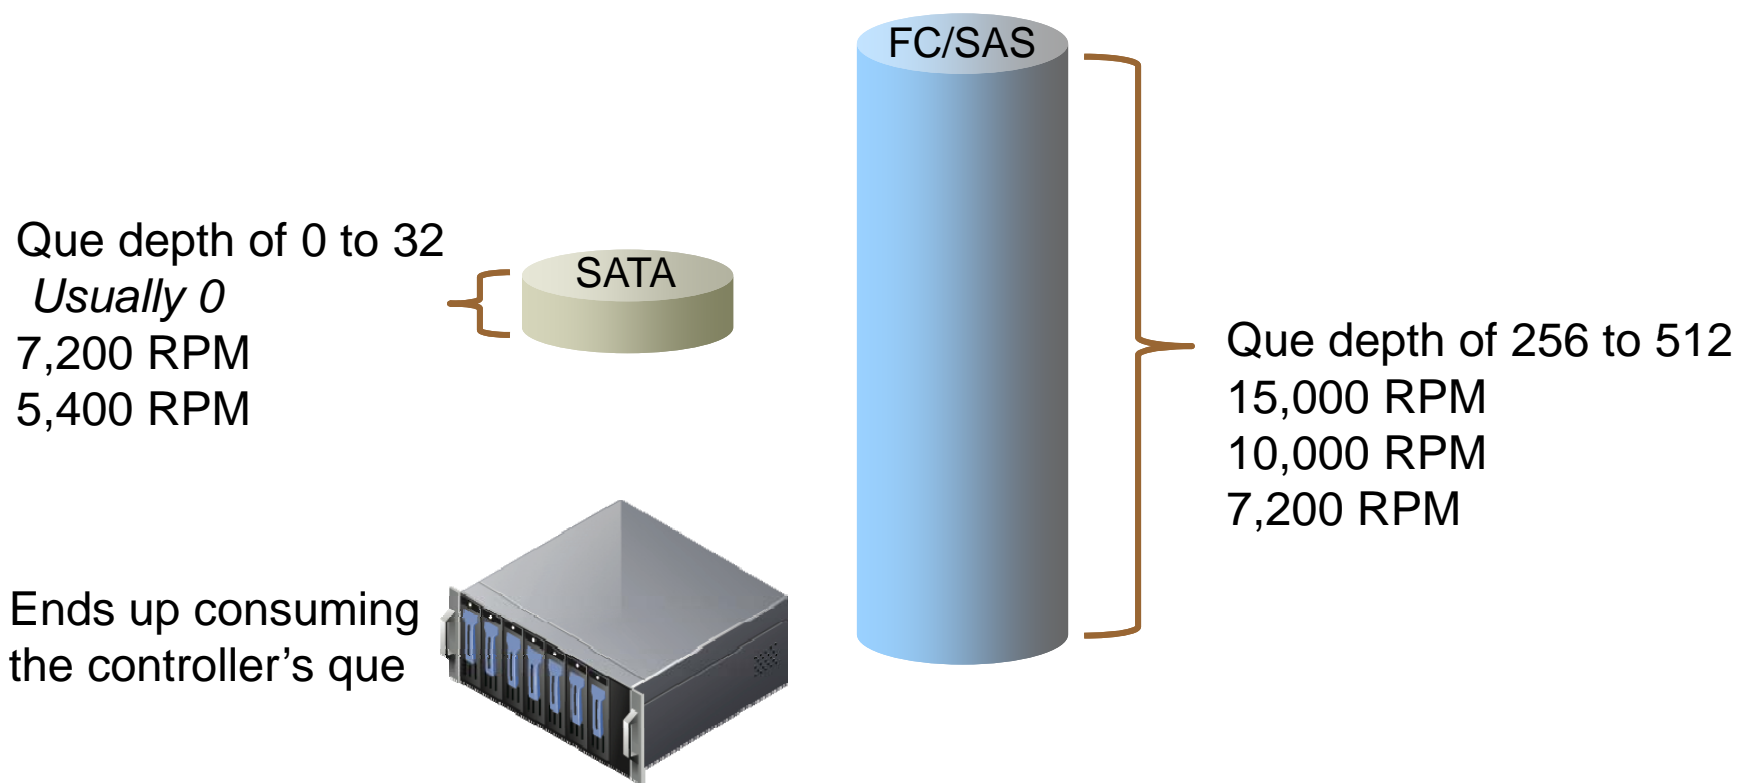 FC/SAS
Que depth of 0 to 32
Usually 0
7,200 RPM
5,400 RPM
SATA
Que depth of 256 to 512
15,000 RPM
10,000 RPM
7,200 RPM
Ends up consuming
the controller’s que